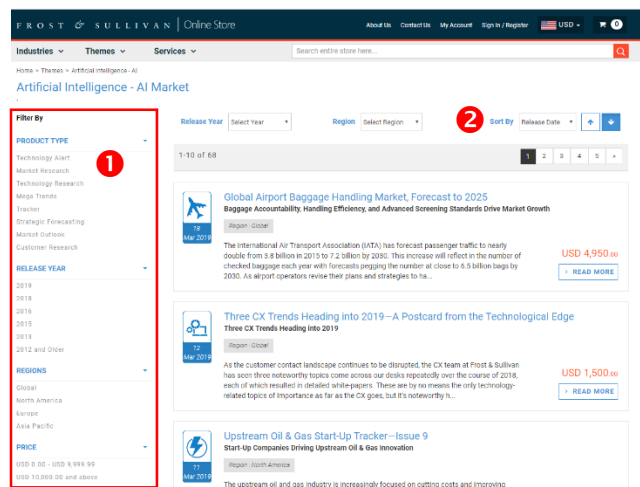 FROST & SULLIVAN | Online Store
About Us Contact Us My Account Sign In / Register USD 0
Industries Themes Services Search entire store here...
Home > Themes > Artificial Intelligence - AI
Artificial Intelligence - AI Market
Filter By
PRODUCT TYPE
1
Technology Alert
Market Research
Technology Research
Mega Trends
Tracker
Strategic Forecasting
Market Outlook
Customer Research
RELEASE YEAR
2019
2018
2016
2015
2013
2012 and Older
REGIONS
Global
North America
Europe
Asia Pacific
PRICE
USD 0.00 - USD 9,999.99
USD 10,000.00 and above
Release Year Select Year Region Select Region 2 Sort By Release Date
1-10 of 68
1 2 3 4 5 »
Global Airport Baggage Handling Market, Forecast to 2025
Baggage Accountability, Handling Efficiency, and Advanced Screening Standards Drive Market Growth
Mar 2019
Region : Global
The International Air Transport Association (IATA) has forecast passenger traffic to nearly
double from 3.8 billion in 2015 to 7.2 billion by 2030. This increase will reflect in the number of
checked baggage each year with forecasts pegging the number at close to 6.5 billion bags by
2030. As airport operators revise their plans and strategies to ha...
USD 4,950.00
> READ MORE
Three CX Trends Heading into 2019—A Postcard from the Technological Edge
Three CX Trends Heading into 2019
12
Mar 2019
Region : Global
As the customer contact landscape continues to be disrupted, the CX team at Frost & Sullivan
has seen three noteworthy topics come across our desks repeatedly over the course of 2018,
each of which resulted in detailed white-papers. These are by no means the only technology-
related topics of importance as far as the CX goes, but it's noteworthy h...
USD 1,500.00
> READ MORE
Upstream Oil & Gas Start-Up Tracker—Issue 9
Start-Up Companies Driving Upstream Oil & Gas Innovation
11
Mar 2019
Region : North America
The upstream oil and gas industry is increasingly focused on cutting costs and improving